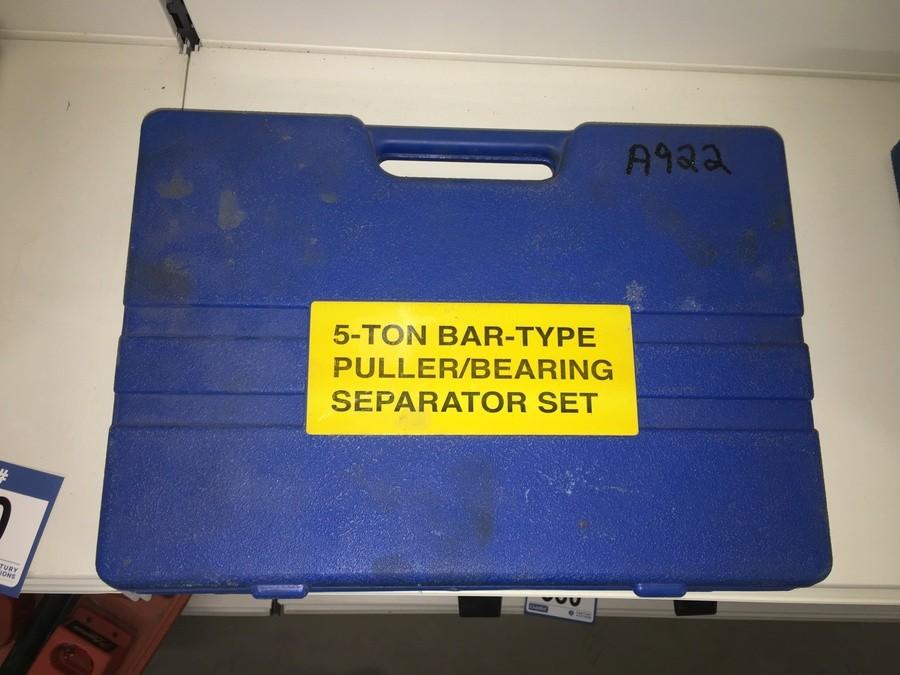 A922
5-TON BAR-TYPE
PULLER/BEARING
SEPARATOR SET
#